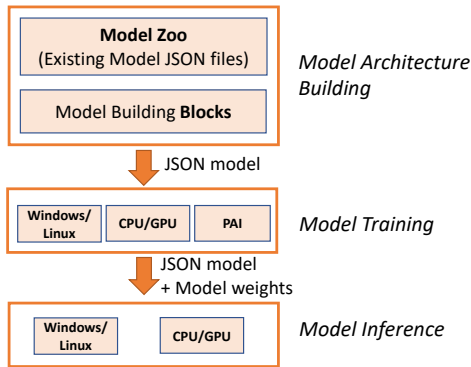 Model Zoo
(Existing Model JSON files)
Model Building Blocks
Model Architecture
Building
JSON model
Windows/
Linux
CPU/GPU
PAI
Model Training
JSON model
+ Model weights
Windows/
Linux
CPU/GPU
Model Inference